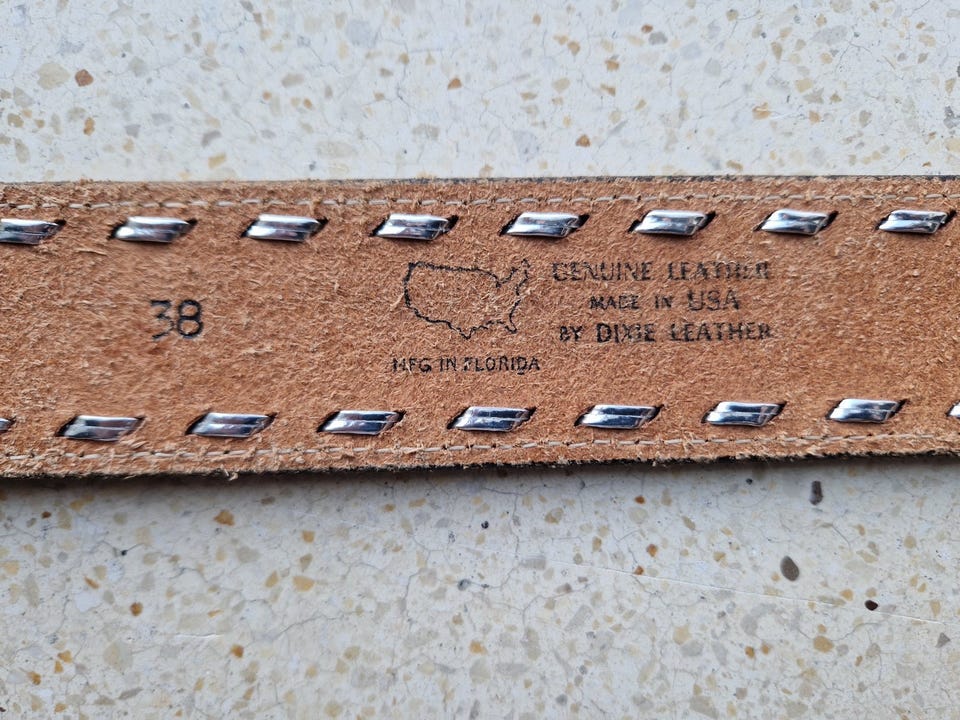 38
GENUINE LEATHER
MADE IN USA
BY DIXIE LEATHER
MFG IN FLORIDA